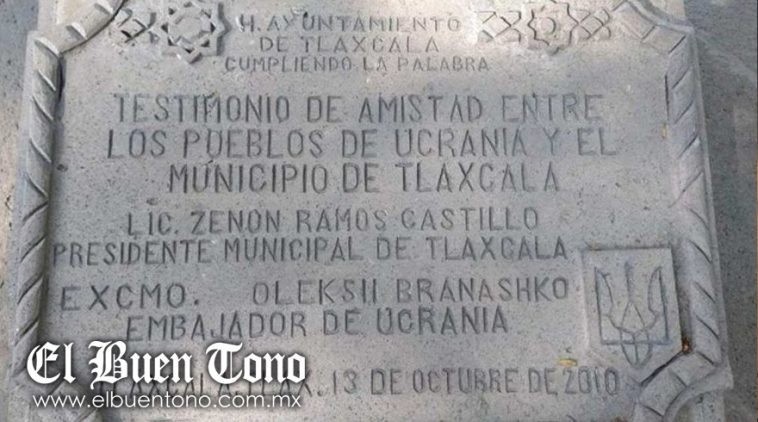 H. AYUNTAMIENTO
DE TLAXCALA
CUMPLIENDO LA PALABRA
TESTIMONIO DE AMISTAD ENTRE
LOS PUEBLOS DE UCRANIA Y EL
MUNICIPIO DE TLAXCALA
LIC. ZENON RAMOS CASTILLO
PRESIDENTE MUNICIPAL DE TLAXCALA
EXCMO. OLEKSII BRANASHKO
EMBAJADOR DE UCRANIA
TLAX. 13 DE OCTUBRE DE 2010
El Buen Tono
www.elbuentono.com.mx